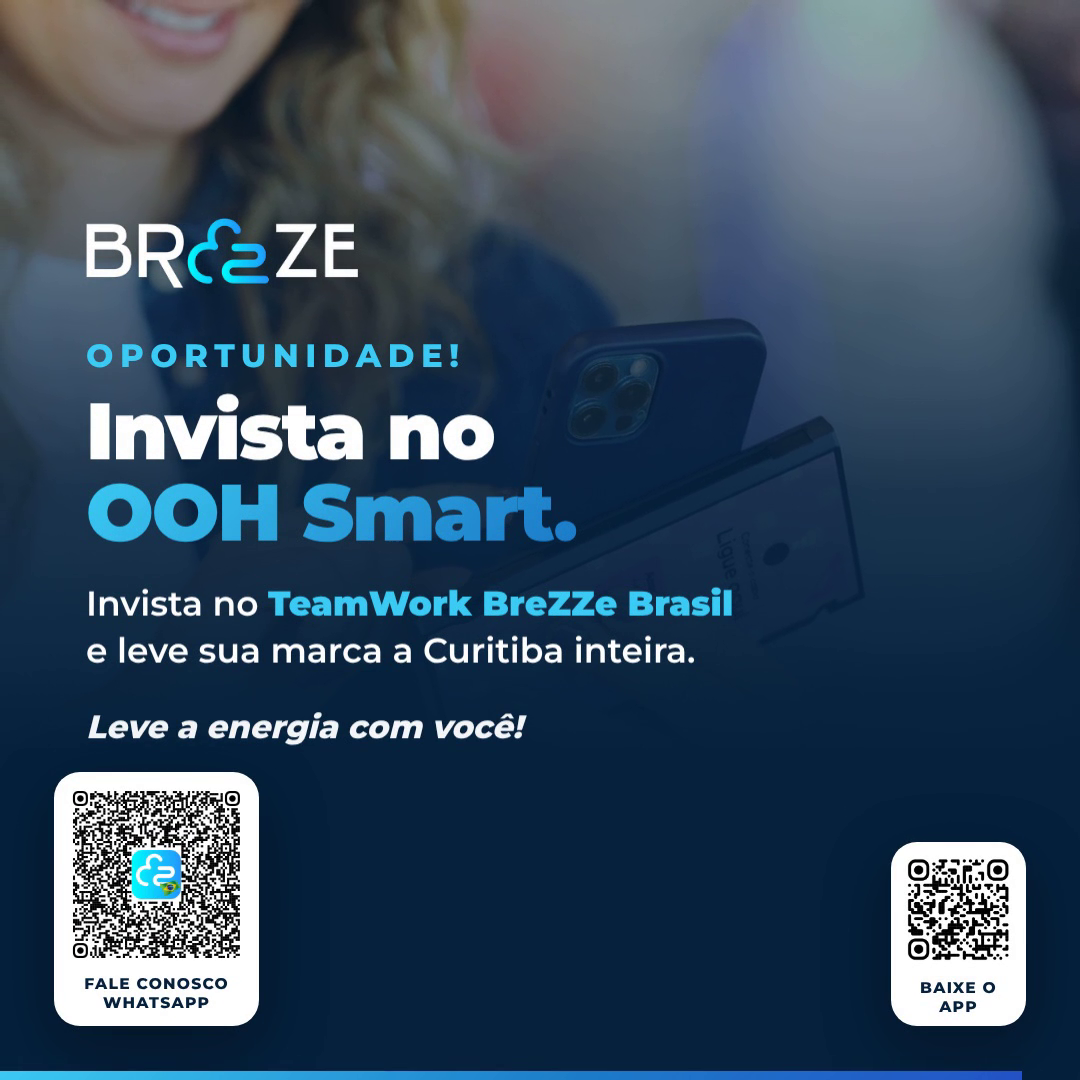 BREZE
OPORTUNIDADE!
Invista no
OOH Smart.
Invista no TeamWork BreZZe Brasil
e leve sua marca a Curitiba inteira.
Leve a energia com você!
FALE CONOSCO
WHATSAPP
BAIXE O
APP